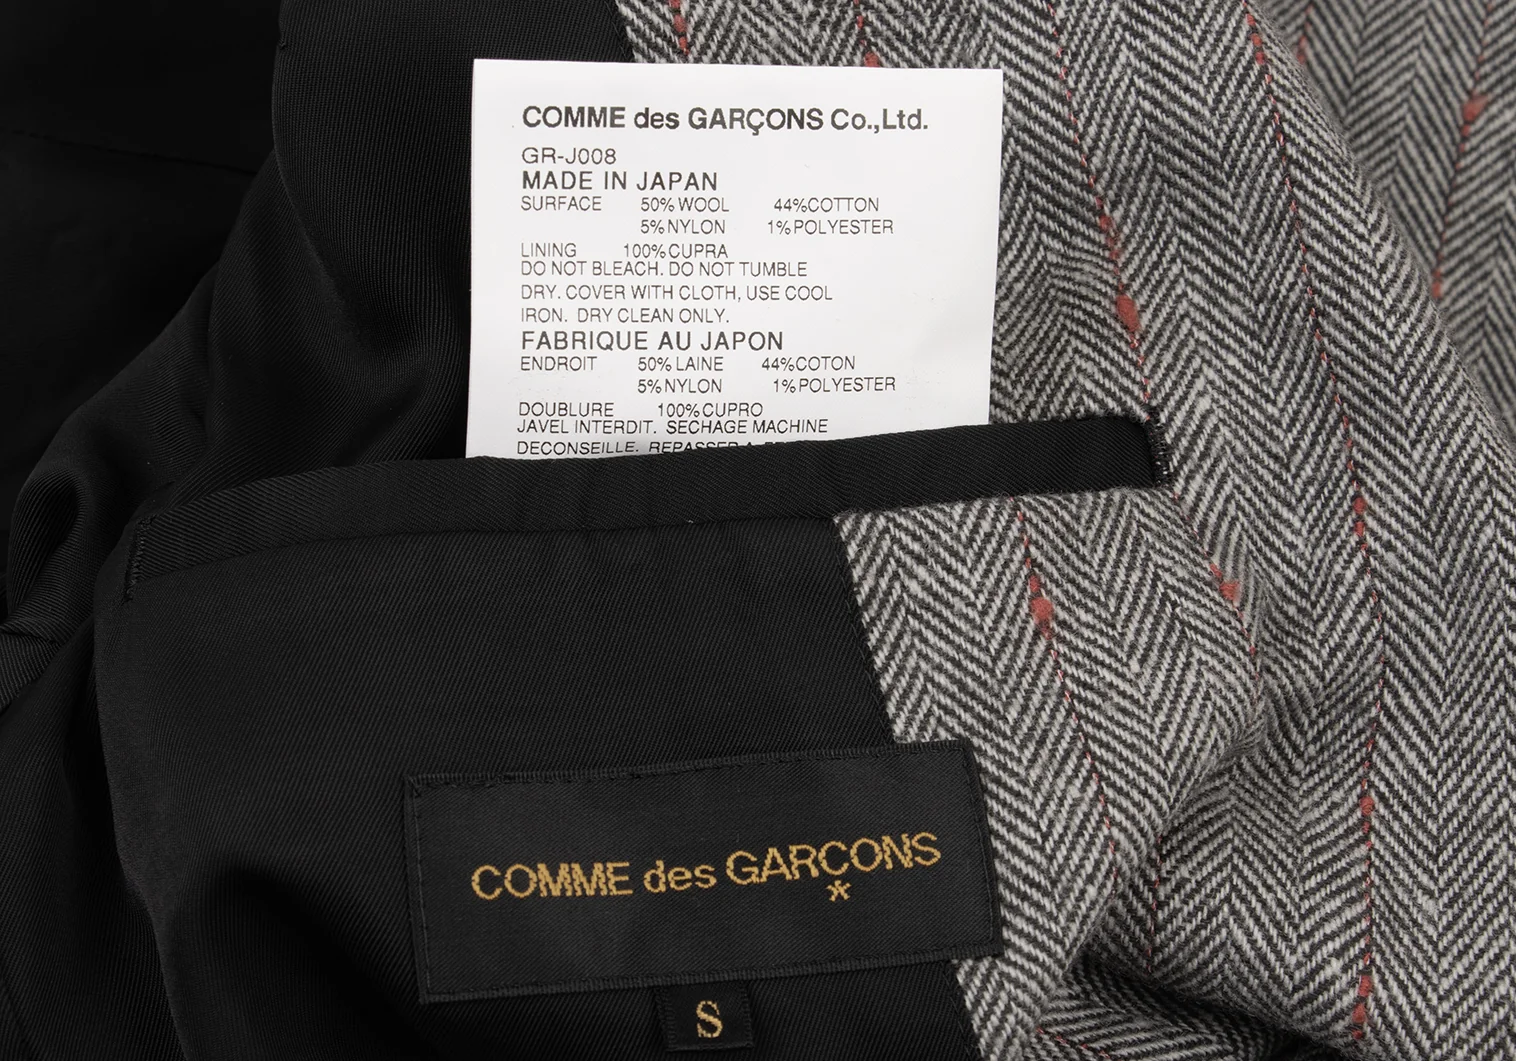 COMME des GARÇONS Co.,Ltd.
GR-J008
MADE IN JAPAN
SURFACE 50%WOOL 44%COTTON
5%NYLON 1%POLYESTER
LINING 100%CUPRA
DO NOT BLEACH. DO NOT TUMBLE
DRY. COVER WITH CLOTH, USE COOL
IRON. DRY CLEAN ONLY.
FABRIQUE AU JAPON
ENDROIT 50%LAINE 44%COTON
5%NYLON 1%POLYESTER
DOUBLURE 100%CUPRO
JAVEL INTERDIT. SECHAGE MACHINE
DECONSEILLE. REPASSER A
COMME des GARÇONS
S